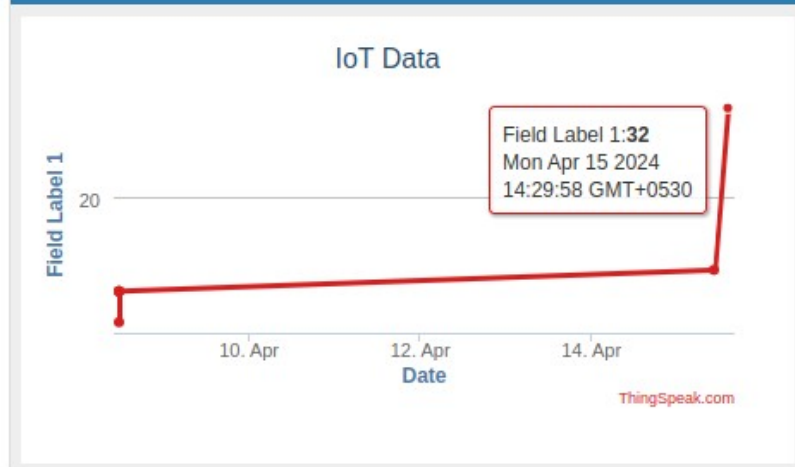 IoT Data
Field Label 1:32
Mon Apr 15 2024
14:29:58 GMT+0530
Field Label 1
20
10. Apr
12. Apr
14. Apr
Date
ThingSpeak.com